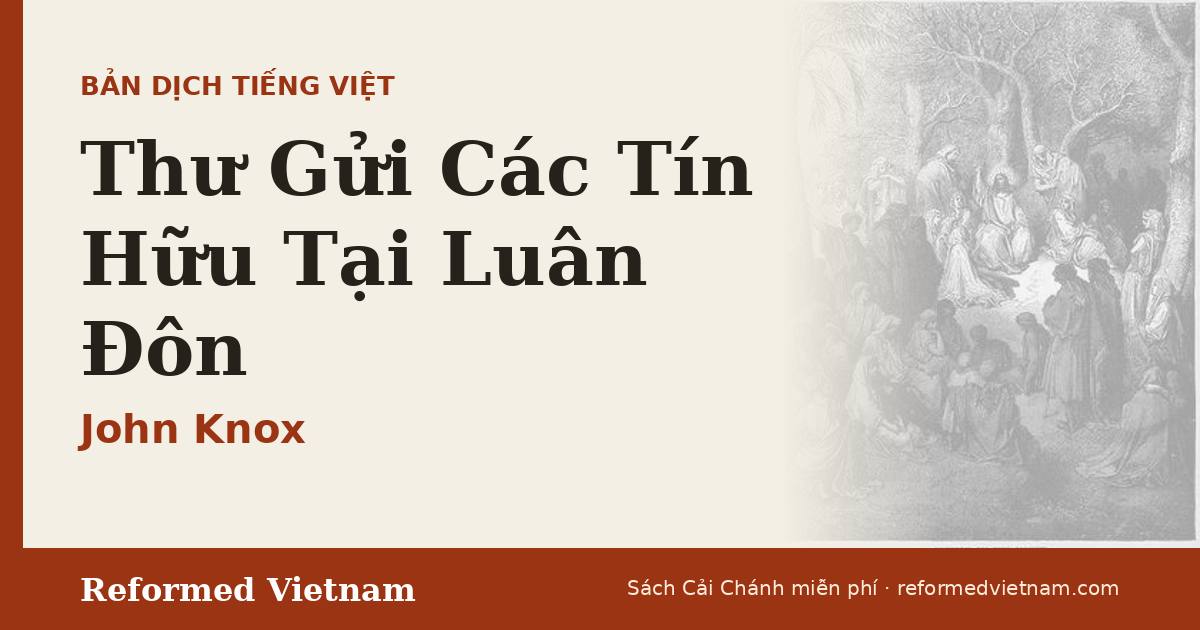 BẢN DỊCH TIẾNG VIỆT
Thư Gửi Các Tín
Hữu Tại Luân
Đôn
John Knox
Reformed Vietnam
Sách Cải Chánh miễn phí · reformedvietnam.com